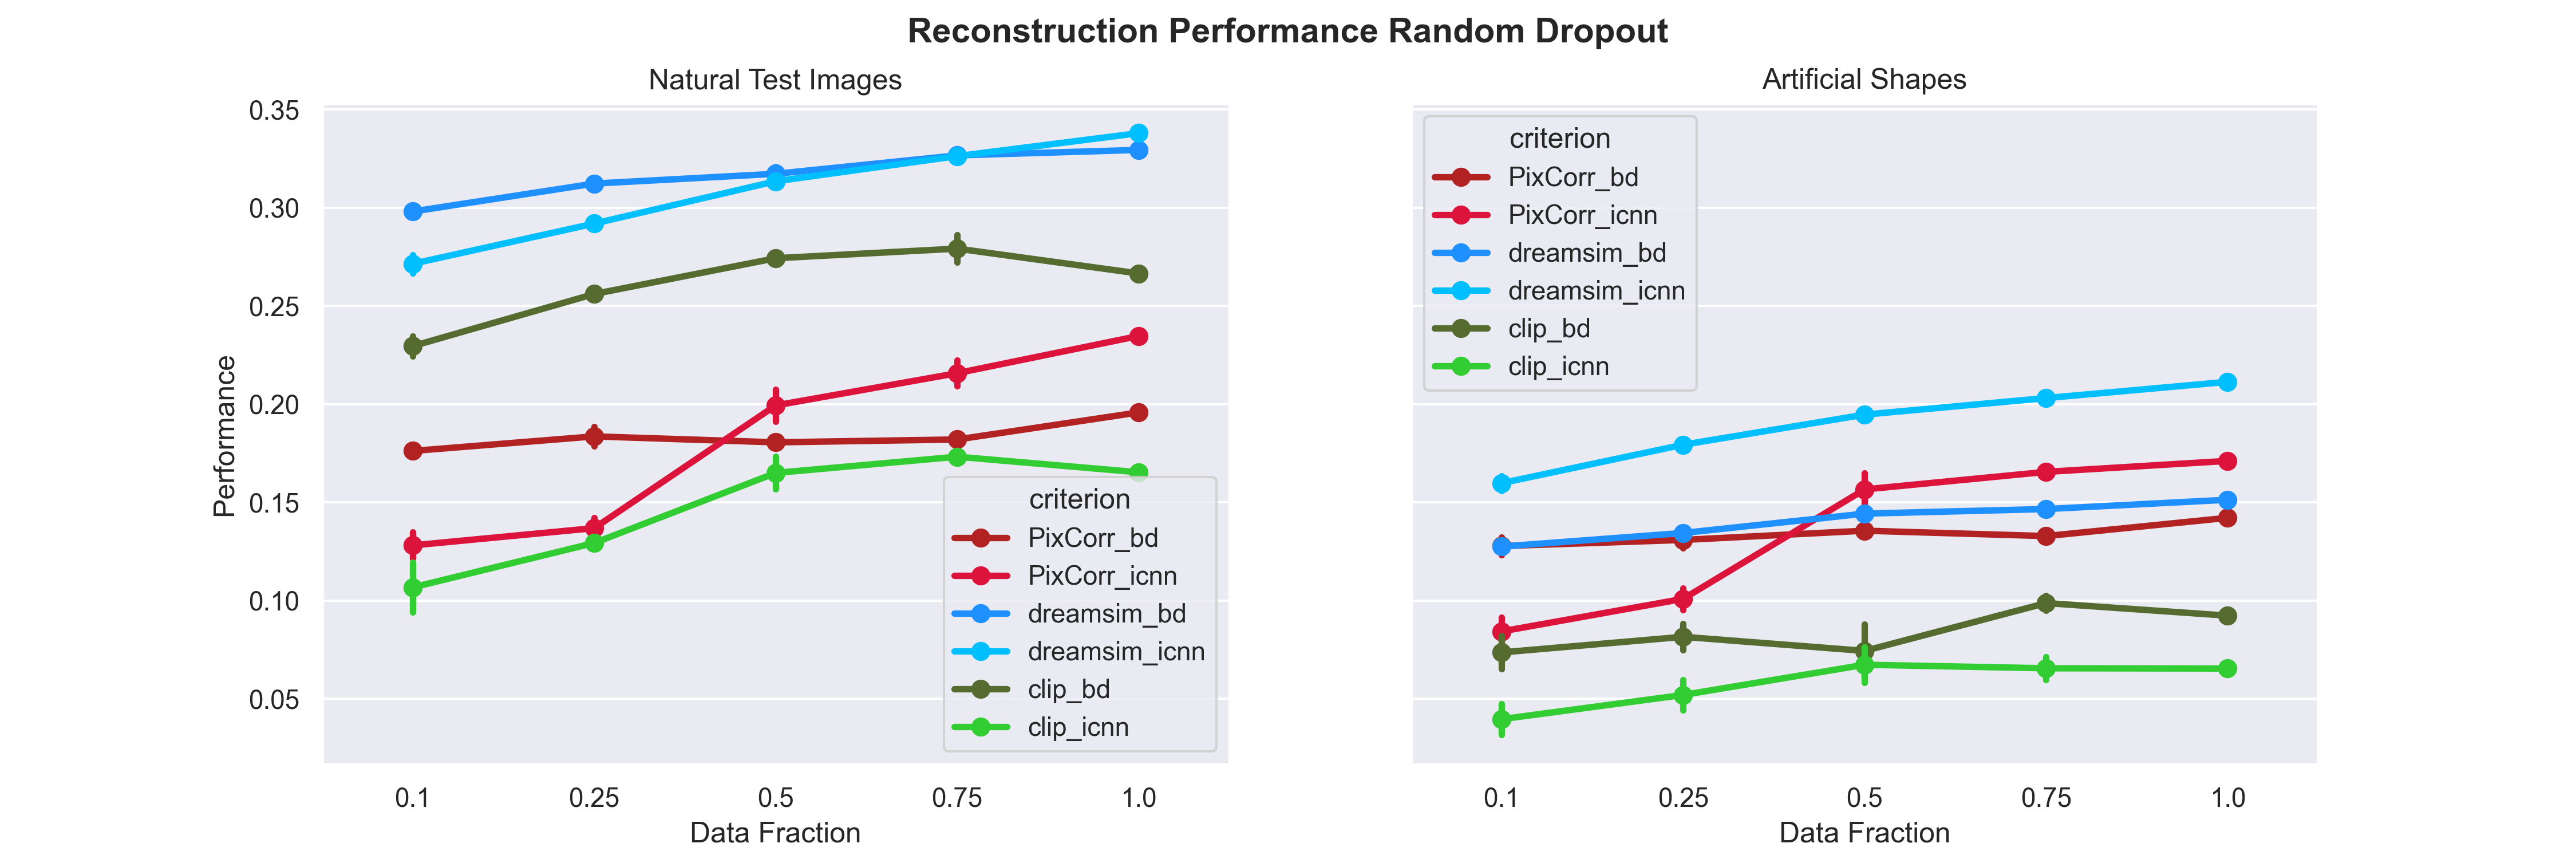 Reconstruction Performance Random Dropout
Natural Test Images
Performance
0.35
0.30
0.25
0.20
0.15
0.10
0.05
criterion
PixCorr_bd
PixCorr_icnn
dreamsim_bd
dreamsim_icnn
clip_bd
clip_icnn
0.1 0.25 0.5 0.75 1.0
Data Fraction
Artificial Shapes
criterion
PixCorr_bd
PixCorr_icnn
dreamsim_bd
dreamsim_icnn
clip_bd
clip_icnn
0.1 0.25 0.5 0.75 1.0
Data Fraction